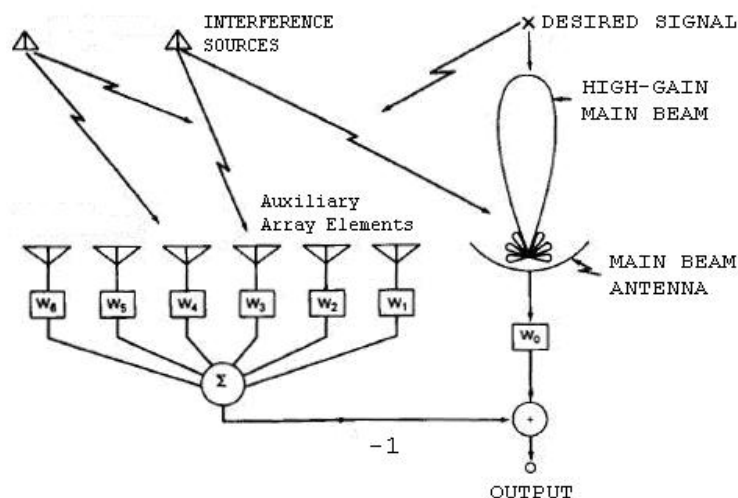 INTERFERENCE
SOURCES
DESIRED SIGNAL
HIGH-GAIN
MAIN BEAM
Auxiliary
Array Elements
MAIN BEAM
ANTENNA
W6 W5 W4 W3 W2 W1
W0
Σ
+
-1
OUTPUT